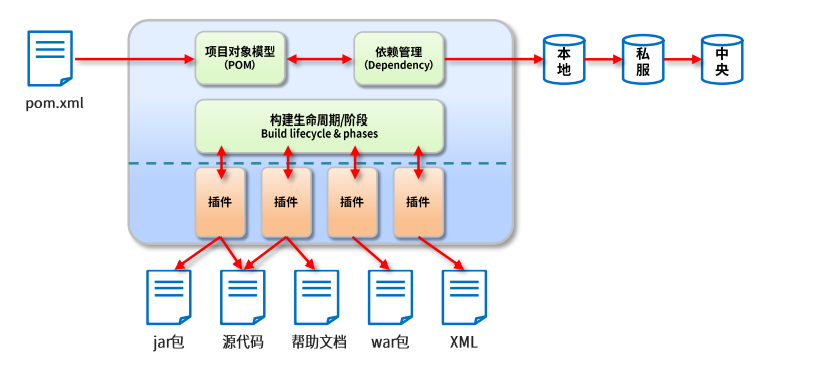 pom.xml
项目对象模型
（POM）
依赖管理
（Dependency）
本
地
私
服
中
央
构建生命周期/阶段
Build lifecycle & phases
插件
插件
插件
插件
jar包
源代码
帮助文档
war包
XML